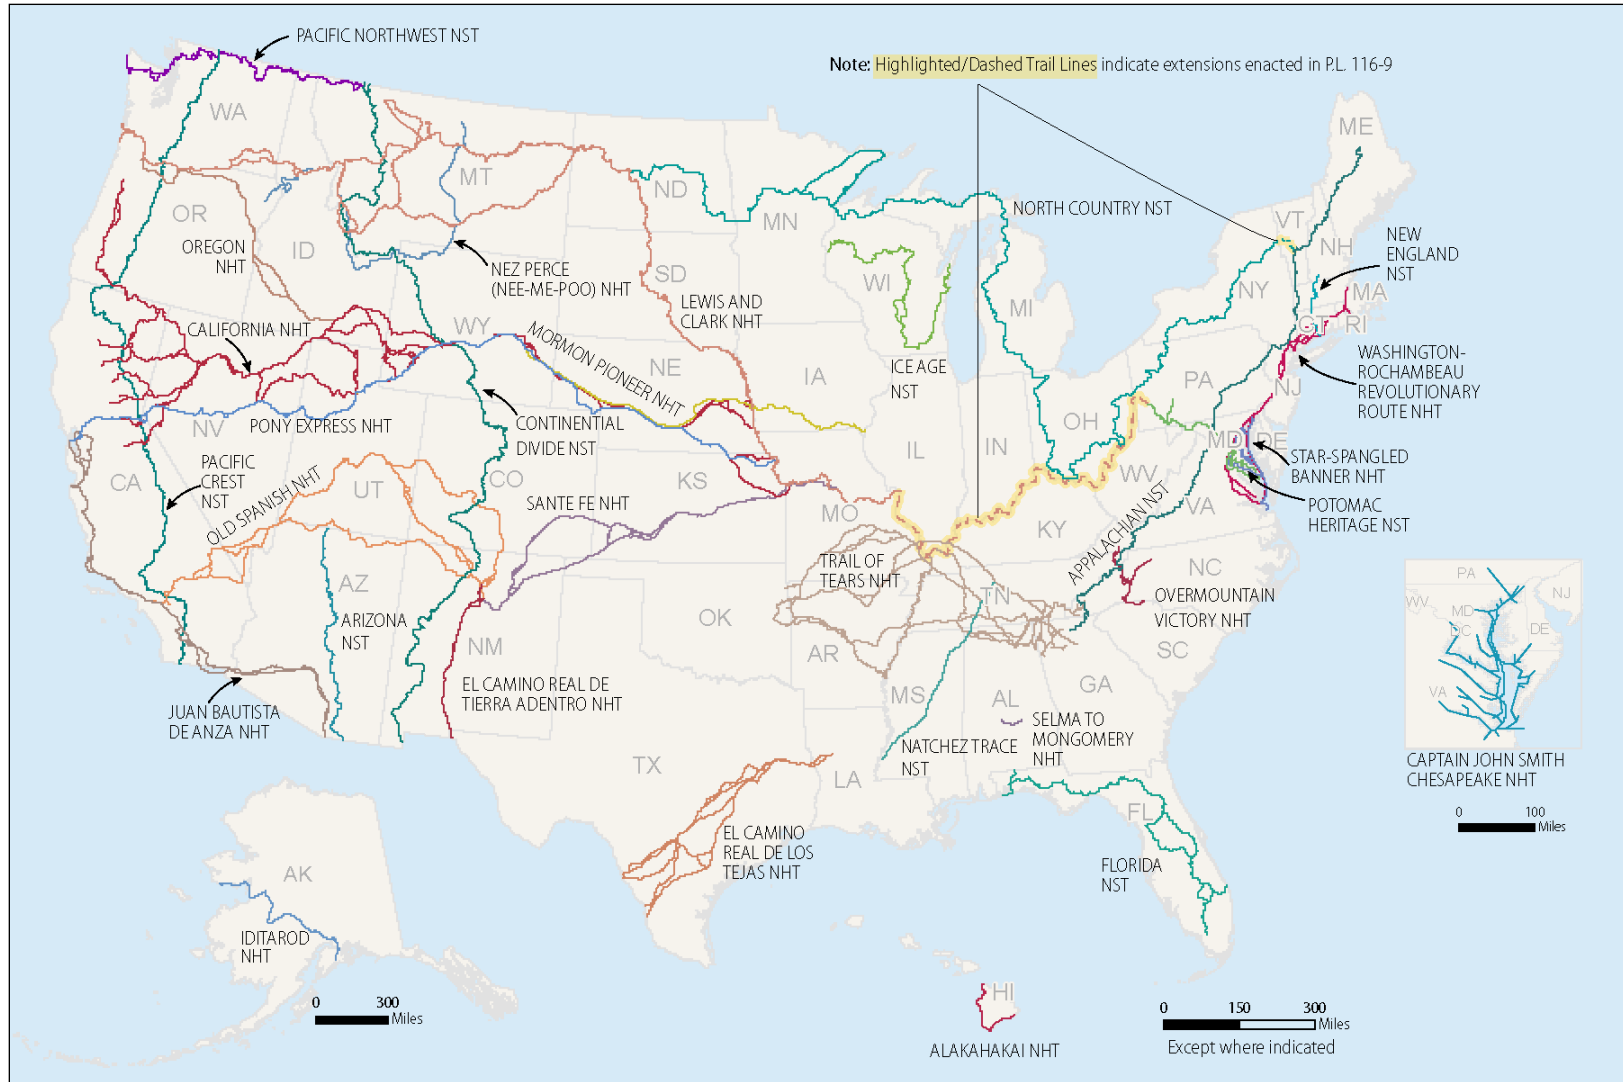 PACIFIC NORTHWEST NST
Note: Highlighted/Dashed Trail Lines indicate extensions enacted in P.L. 116-9
WA
ME
MT
ND
MN
NORTH COUNTRY NST
VT
NH
NEW
ENGLAND
NST
OR
OREGON
NHT
ID
NEZ PERCE
(NEE-ME-POO) NHT
SD
LEWIS AND
CLARK NHT
WI
MI
NY
MA
CT
RI
CALIFORNIA NHT
WY
MORMON PIONEER NHT
NE
IA
ICE AGE
NST
PA
NJ
WASHINGTON-
ROCHAMBEAU
REVOLUTIONARY
ROUTE NHT
NV
PONY EXPRESS NHT
CONTINENTIAL
DIVIDE NST
IL
IN
OH
MD
DE
STAR-SPANGLED
BANNER NHT
CA
PACIFIC
CREST
NST
OLD SPANISH NHT
UT
CO
SANTE FE NHT
KS
MO
WV
KY
VA
POTOMAC
HERITAGE NST
APPALACHIAN NST
TRAIL OF
TEARS NHT
AZ
ARIZONA
NST
OK
TN
NC
OVERMOUNTAIN
VICTORY NHT
NM
EL CAMINO REAL DE
TIERRA ADENTRO NHT
AR
MS
AL
GA
SC
JUAN BAUTISTA
DE ANZA NHT
NATCHEZ TRACE
NST
SELMA TO
MONGOMERY
NHT
TX
LA
EL CAMINO
REAL DE LOS
TEJAS NHT
FL
FLORIDA
NST
PA
WV
MD
NJ
DC
DE
VA
CAPTAIN JOHN SMITH
CHESAPEAKE NHT
0 100
Miles
AK
IDITAROD
NHT
0 300
Miles
HI
ALAKAHAKAI NHT
0 150 300
Miles
Except where indicated